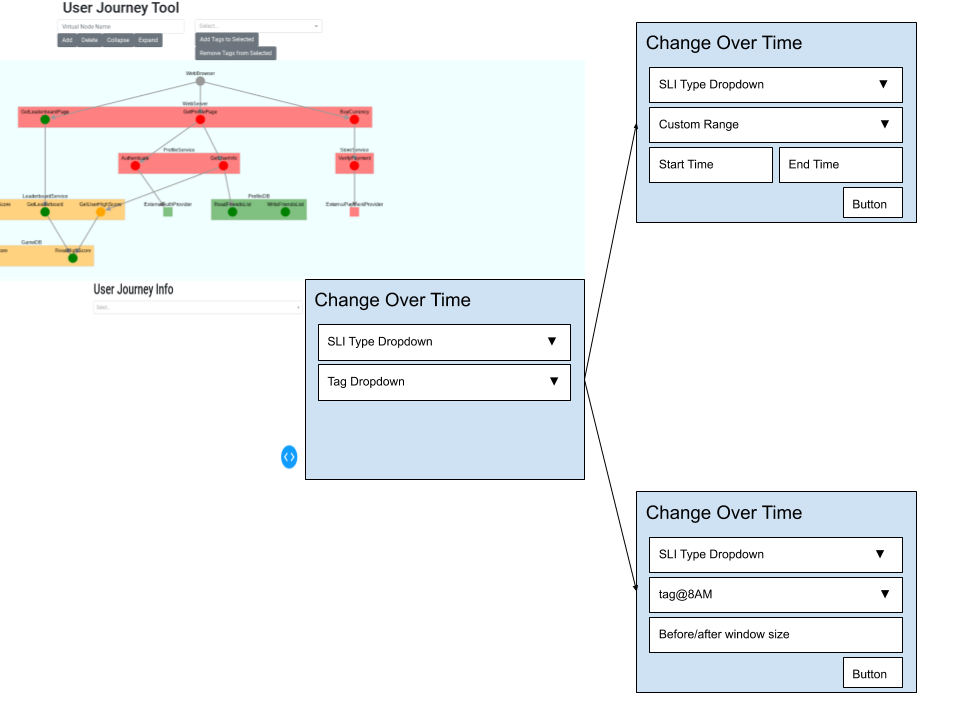 User Journey Tool
Virtual Node Name
Select...
Add Delete Collapse Expand
Add Tags to Selected
Remove Tags from Selected
WebBrowser
WebServer
GetLeaderboardPage GetProfilePage BuyCurrency
ProfileService StoreService
Authenticate GetUserInfo VerifyPayment
LeaderboardService ProfileDB
GetLeaderboard GetUserHighScore ExternalAuthProvider ReadFriendsList WriteFriendsList ExternalPaymentProvider
GameDB
ReadHighScore
User Journey Info
Select...
Change Over Time
SLI Type Dropdown ▼
Tag Dropdown ▼
Change Over Time
SLI Type Dropdown ▼
Custom Range ▼
Start Time End Time
Button
Change Over Time
SLI Type Dropdown ▼
tag@8AM ▼
Before/after window size
Button